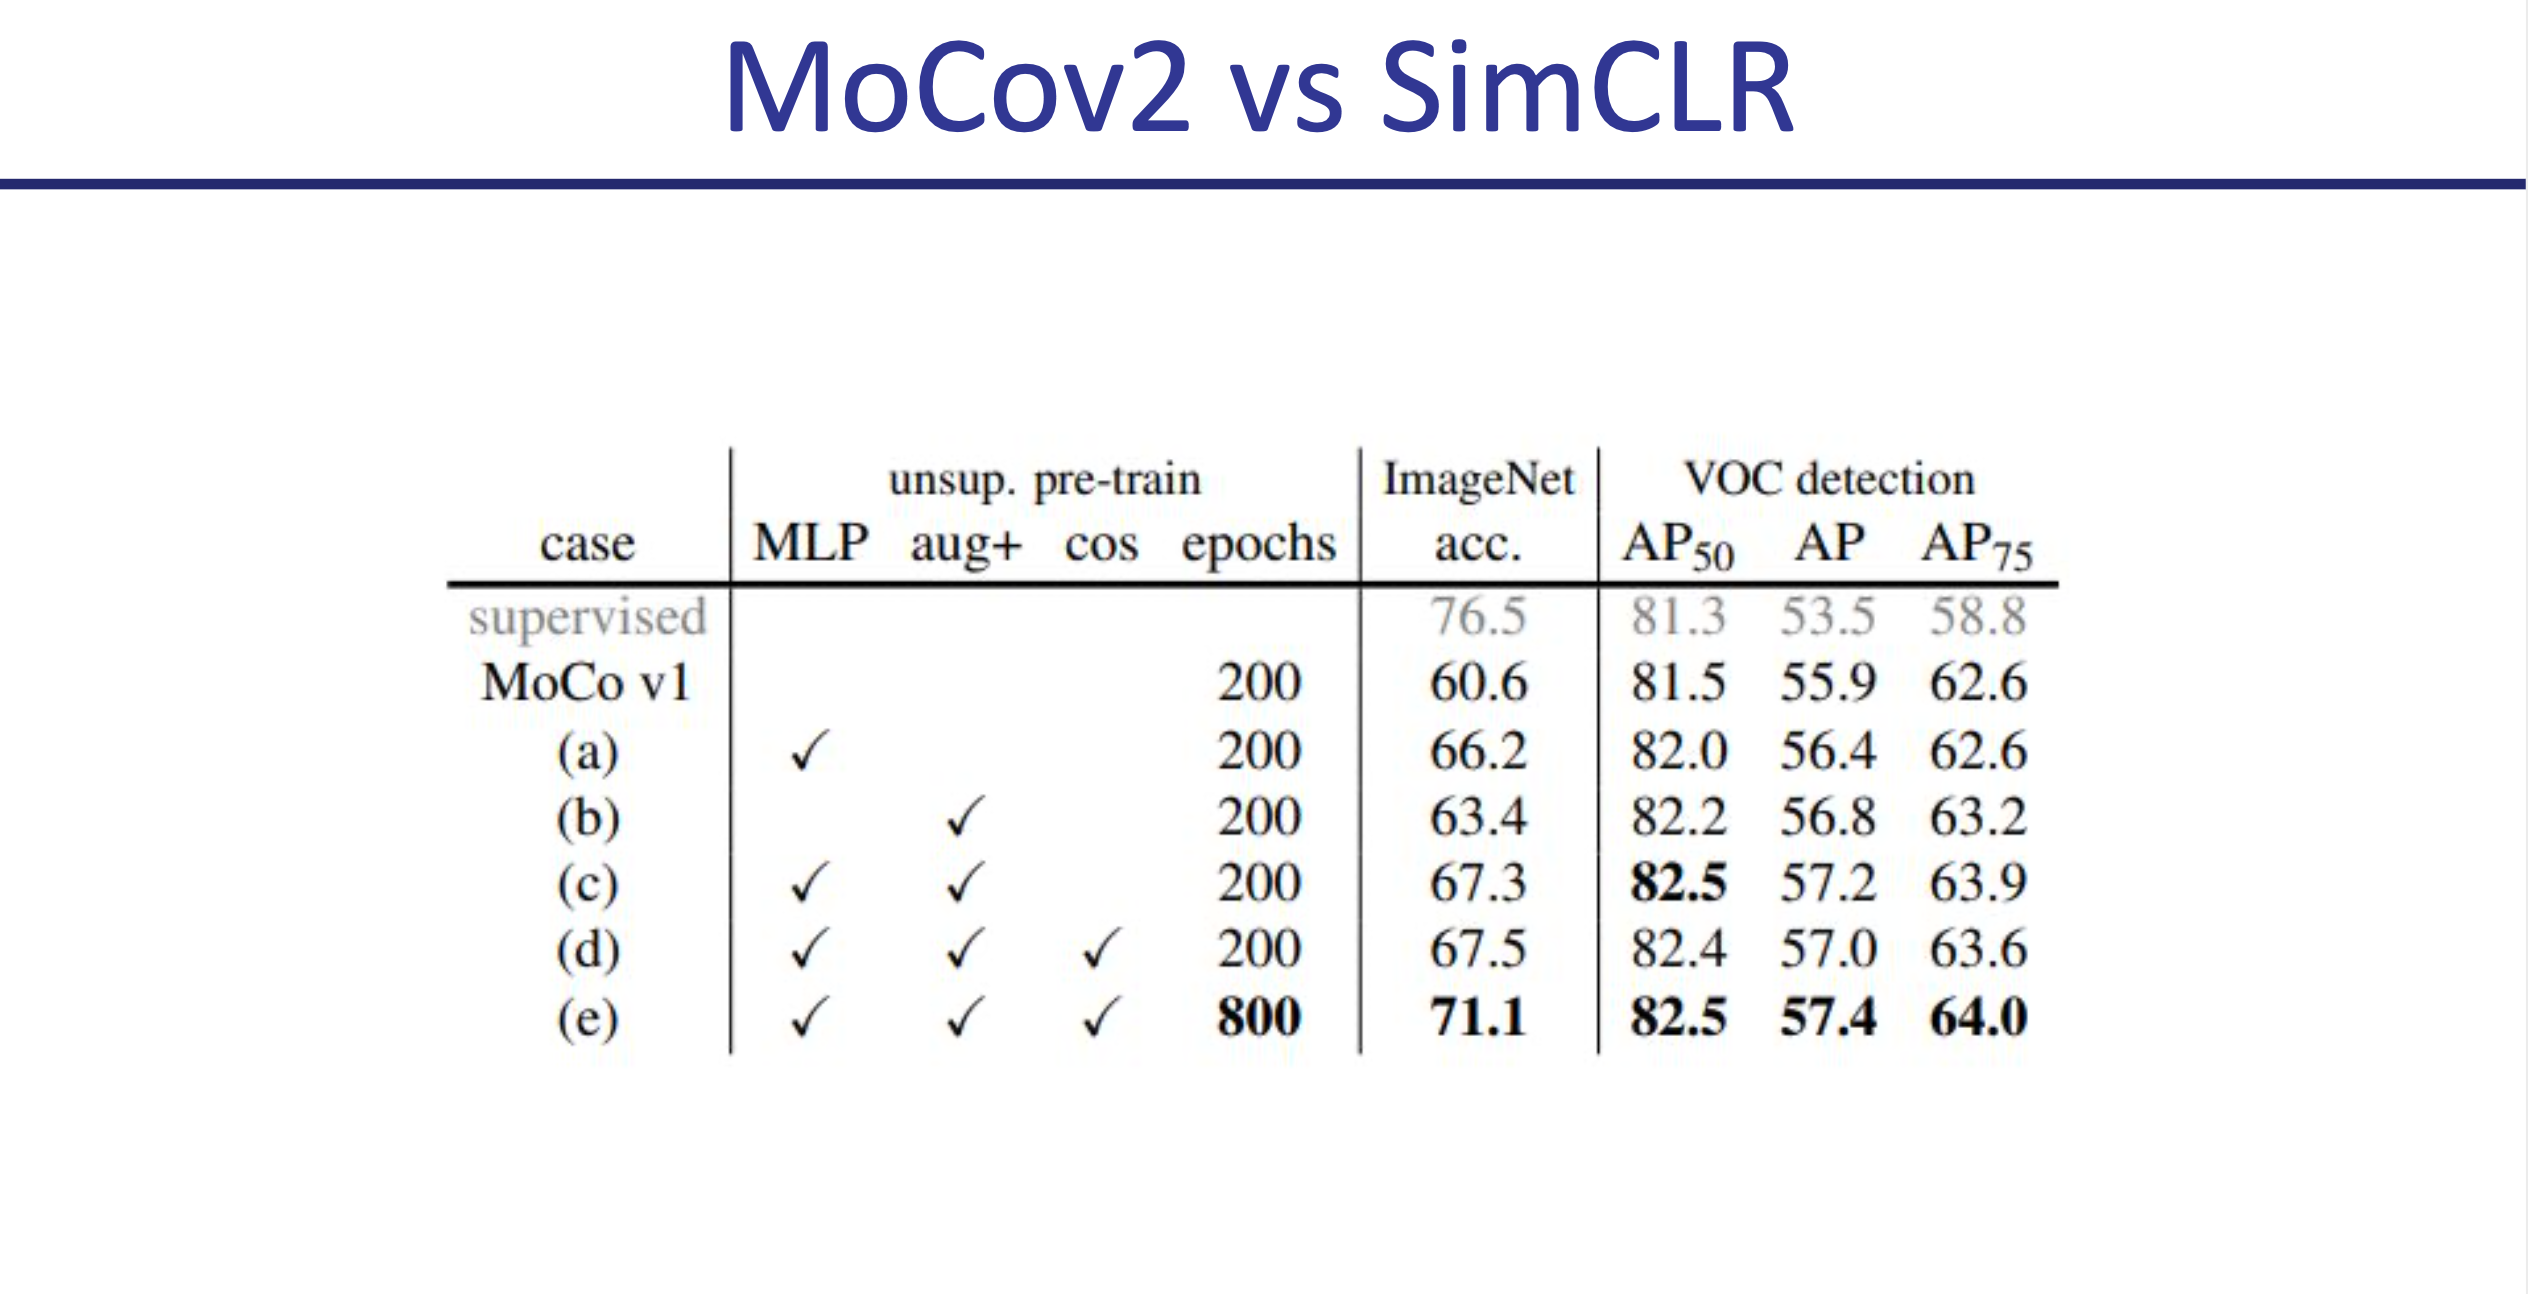 MoCov2 vs SimCLR
unsup. pre-train ImageNet VOC detection
case MLP aug+ cos epochs acc. AP50 AP AP75
supervised 76.5 81.3 53.5 58.8
MoCo v1 200 60.6 81.5 55.9 62.6
(a) ✓ 200 66.2 82.0 56.4 62.6
(b) ✓ 200 63.4 82.2 56.8 63.2
(c) ✓ ✓ 200 67.3 82.5 57.2 63.9
(d) ✓ ✓ ✓ 200 67.5 82.4 57.0 63.6
(e) ✓ ✓ ✓ 800 71.1 82.5 57.4 64.0